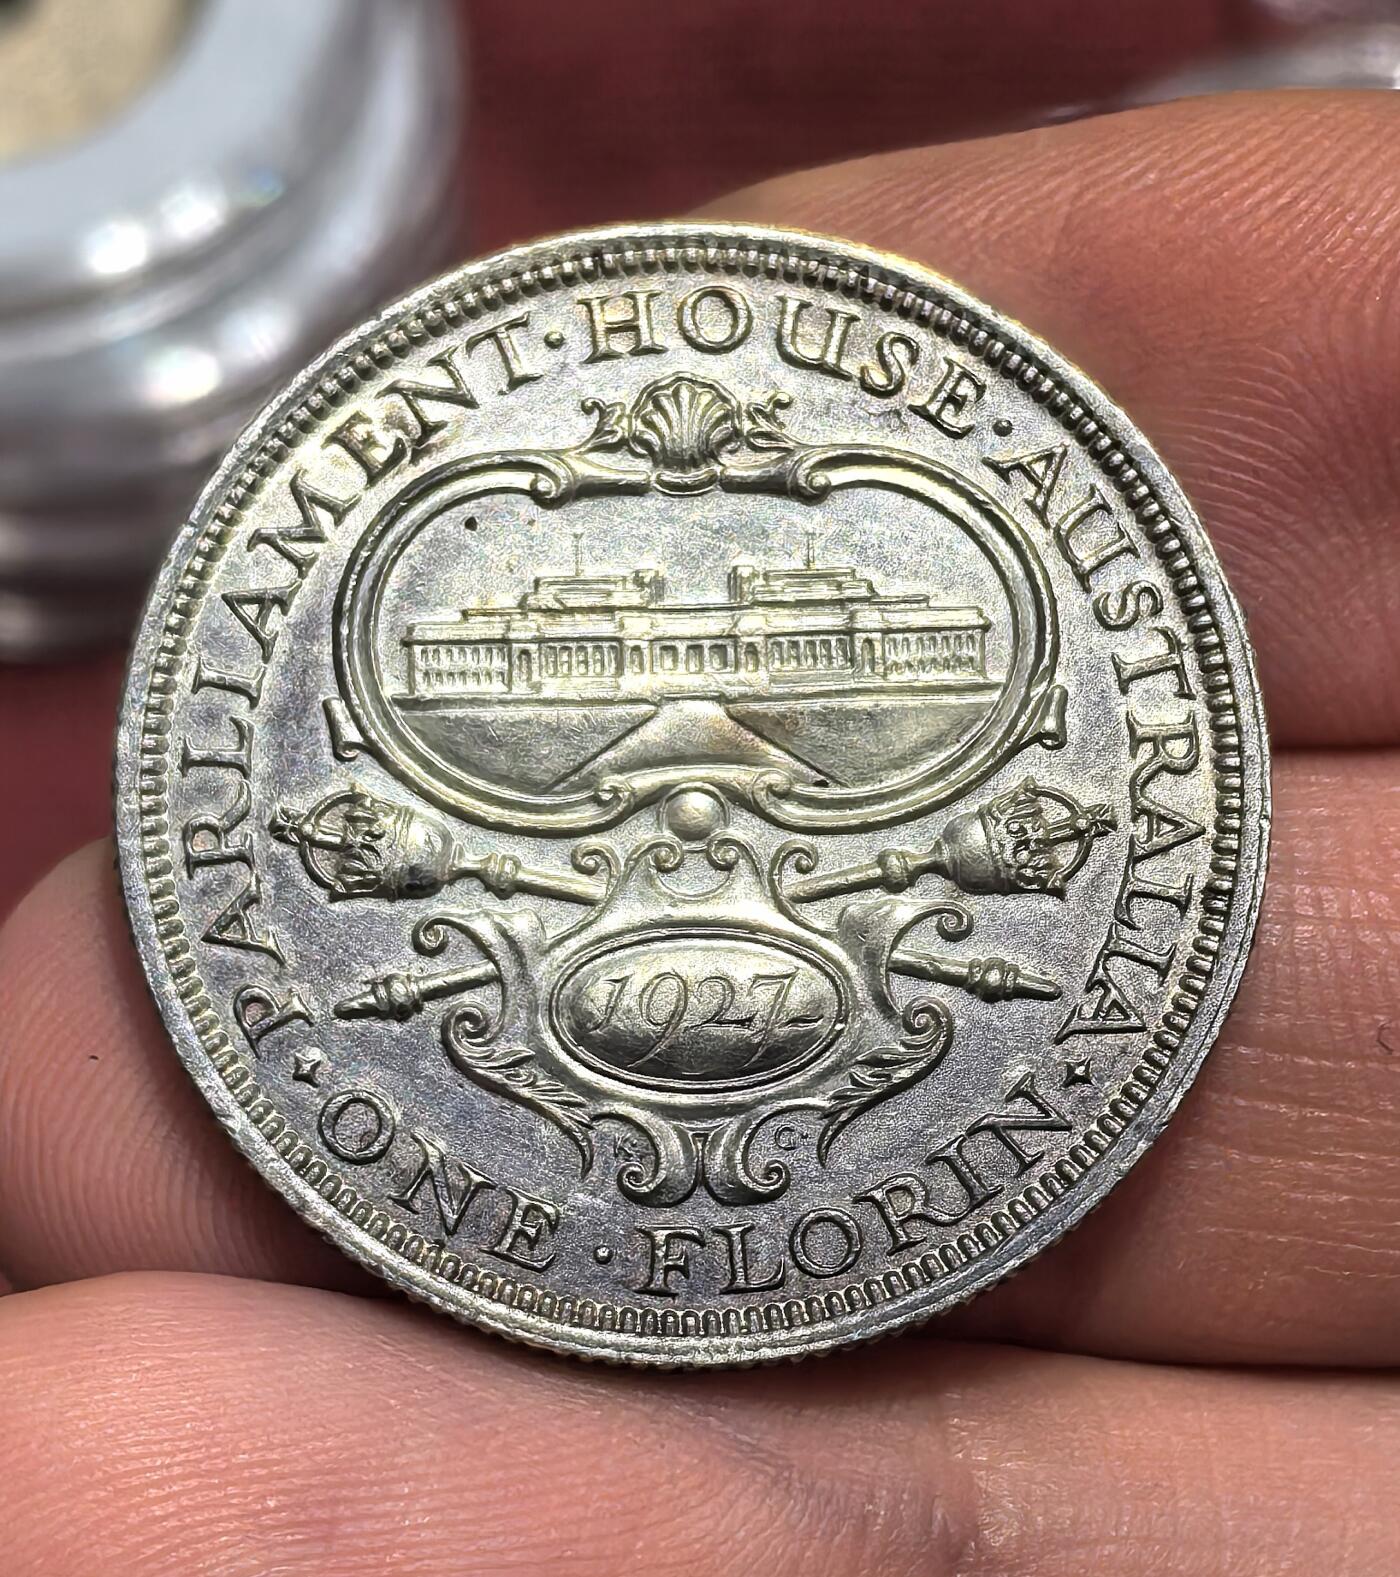 PARLIAMENT · HOUSE · AUSTRALIA
1927
K G
ONE · FLORIN